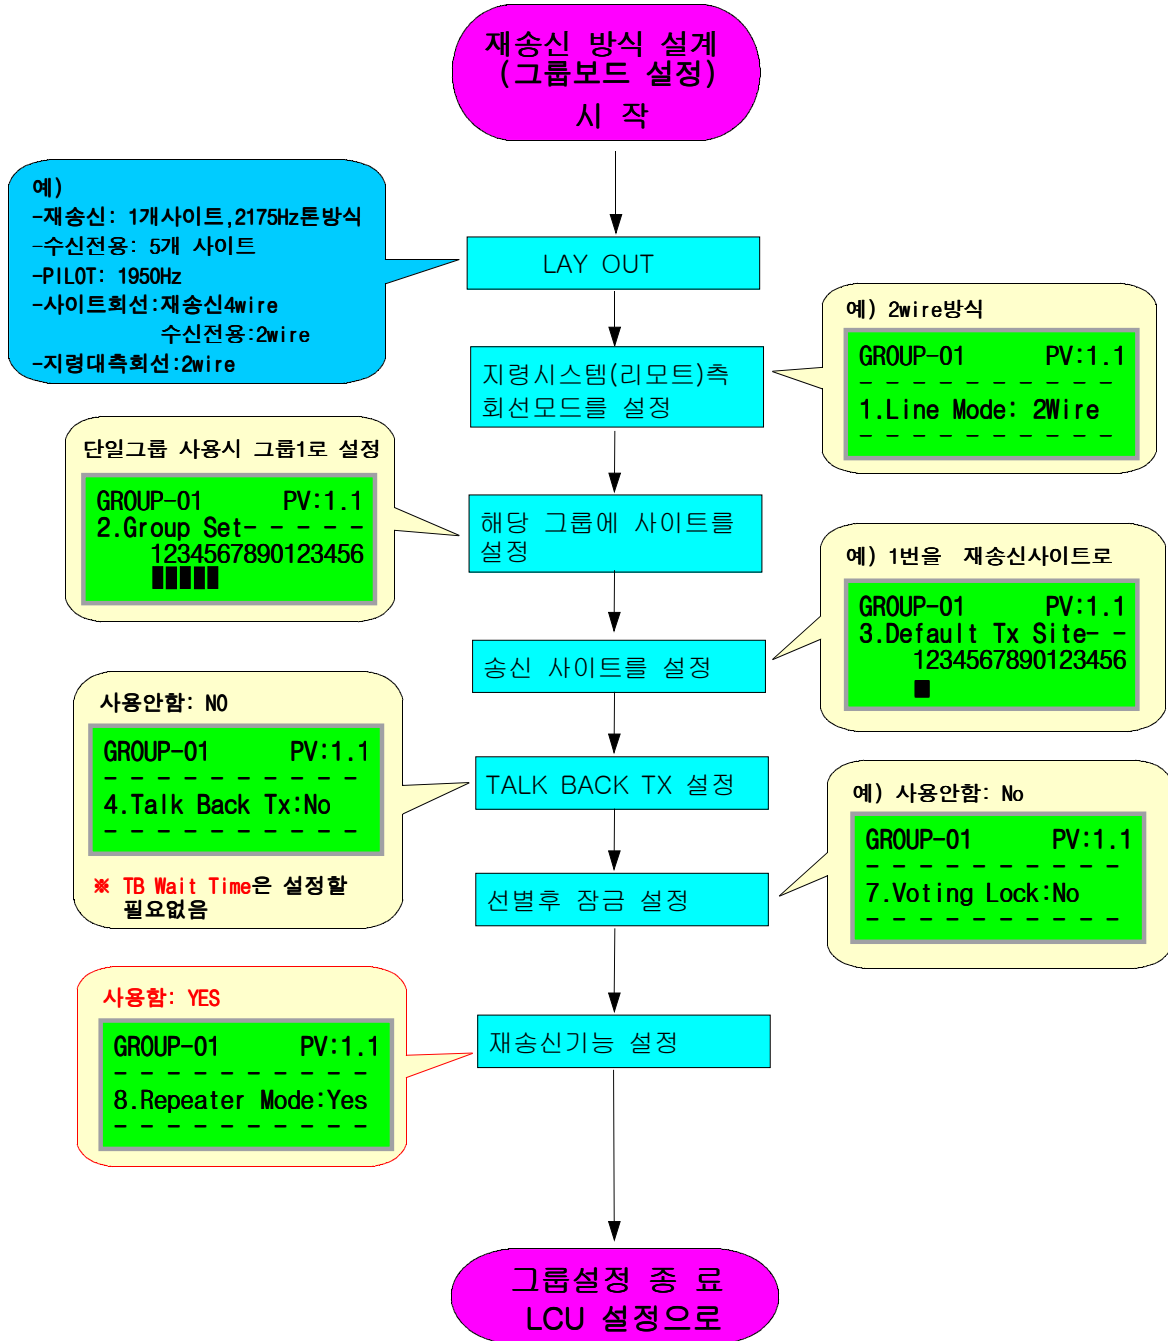 재송신 방식 설계
(그룹보드 설정)
시 작
예)
-재송신: 1개사이트,2175Hz톤방식
-수신전용: 5개 사이트
-PILOT: 1950Hz
-사이트회선:재송신4wire
수신전용:2wire
-지령대측회선:2wire
LAY OUT
예) 2wire방식
GROUP-01 PV:1.1
- - - - - - - - - -
1.Line Mode: 2Wire
- - - - - - - - - -
지령시스템(리모트)측
회선모드를 설정
단일그룹 사용시 그룹1로 설정
GROUP-01 PV:1.1
2.Group Set- - - - -
1234567890123456
해당 그룹에 사이트를
설정
예) 1번을 재송신사이트로
GROUP-01 PV:1.1
3.Default Tx Site- -
1234567890123456
송신 사이트를 설정
사용안함: NO
GROUP-01 PV:1.1
- - - - - - - - - -
4.Talk Back Tx:No
- - - - - - - - - -
※ TB Wait Time은 설정할
필요없음
TALK BACK TX 설정
예) 사용안함: No
GROUP-01 PV:1.1
- - - - - - - - - -
7.Voting Lock:No
- - - - - - - - - -
선별후 잠금 설정
사용함: YES
GROUP-01 PV:1.1
- - - - - - - - - -
8.Repeater Mode:Yes
- - - - - - - - - -
재송신기능 설정
그룹설정 종 료
LCU 설정으로